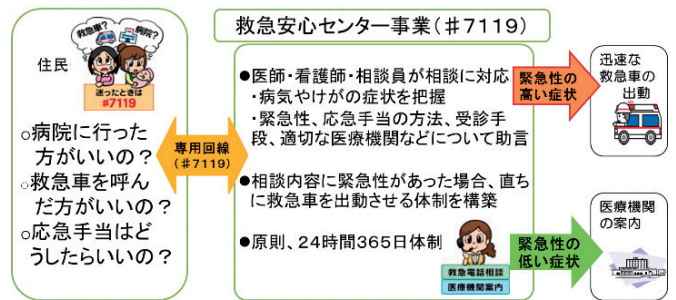 救急安心センター事業(♯7119)
住民
救急車?
病院?
迷ったときは
#7119
○病院に行った
方がいいの?
○救急車を呼ん
だ方がいいの?
○応急手当はど
うしたらいいの?
専用回線
(♯7119)
●医師・看護師・相談員が相談に対応
・病気やけがの症状を把握
・緊急性、応急手当の方法、受診手
段、適切な医療機関などについて助言
●相談内容に緊急性があった場合、直ち
に救急車を出動させる体制を構築
●原則、24時間365日体制
救急電話相談
医療機関案内
緊急性の
高い症状
迅速な
救急車の
出動
緊急性の
低い症状
医療機関
の案内